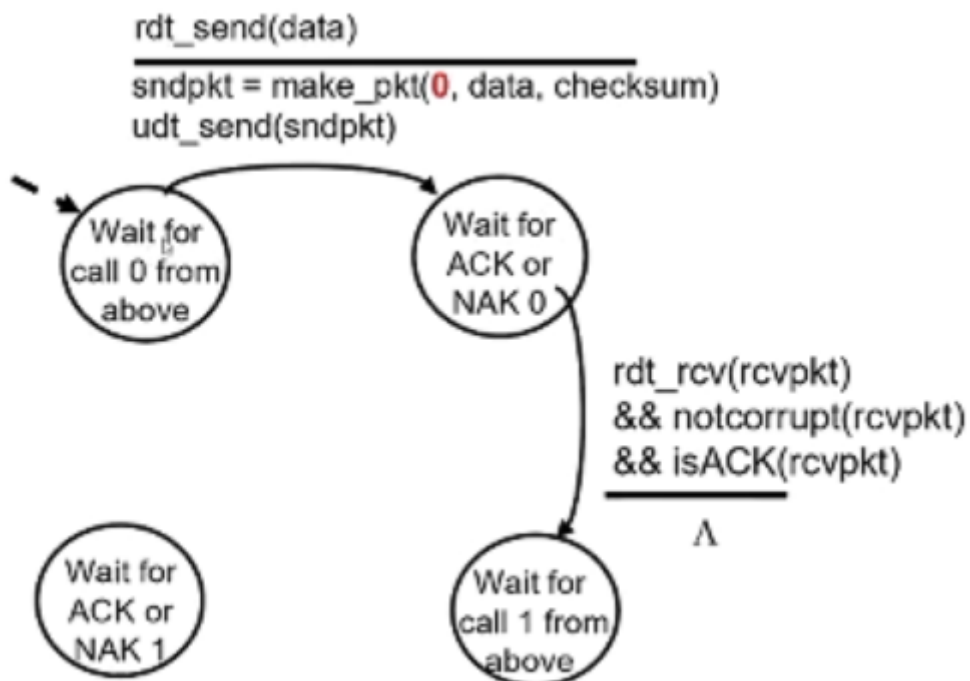 rdt_send(data)
sndpkt = make_pkt(0, data, checksum)
udt_send(sndpkt)
Wait for
call 0 from
above
Wait for
ACK or
NAK 0
rdt_rcv(rcvpkt)
&& notcorrupt(rcvpkt)
&& isACK(rcvpkt)
Λ
Wait for
ACK or
NAK 1
Wait for
call 1 from
above